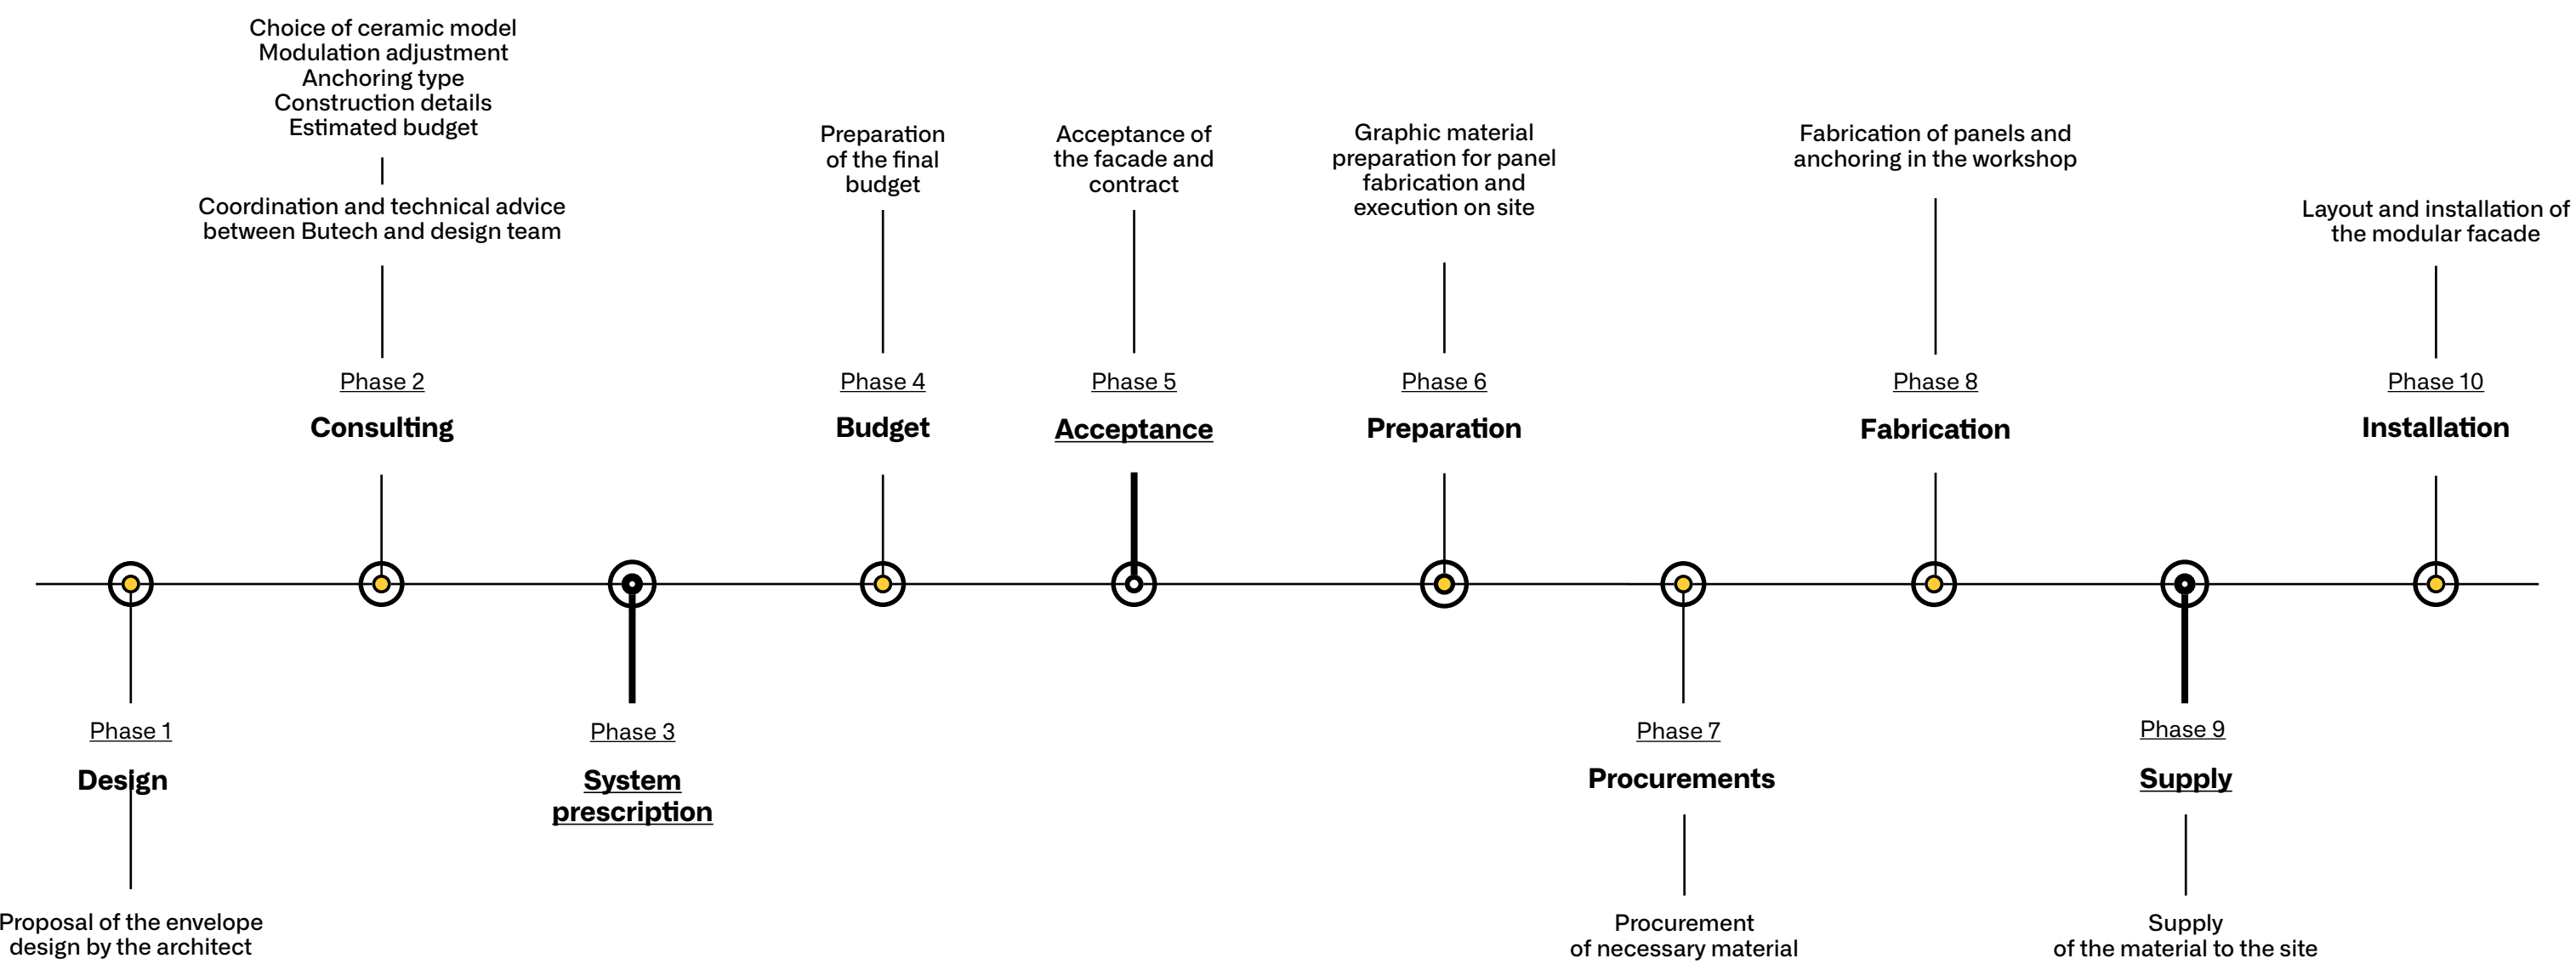 Choice of ceramic model
Modulation adjustment
Anchoring type
Construction details
Estimated budget
Coordination and technical advice
between Butech and design team
Phase 2
Consulting
Preparation
of the final
budget
Phase 4
Budget
Acceptance of
the facade and
contract
Phase 5
Acceptance
Graphic material
preparation for panel
fabrication and
execution on site
Phase 6
Preparation
Fabrication of panels and
anchoring in the workshop
Phase 8
Fabrication
Layout and installation of
the modular facade
Phase 10
Installation
Phase 1
Design
Proposal of the envelope
design by the architect
Phase 3
System
prescription
Phase 7
Procurements
Procurement
of necessary material
Phase 9
Supply
Supply
of the material to the site